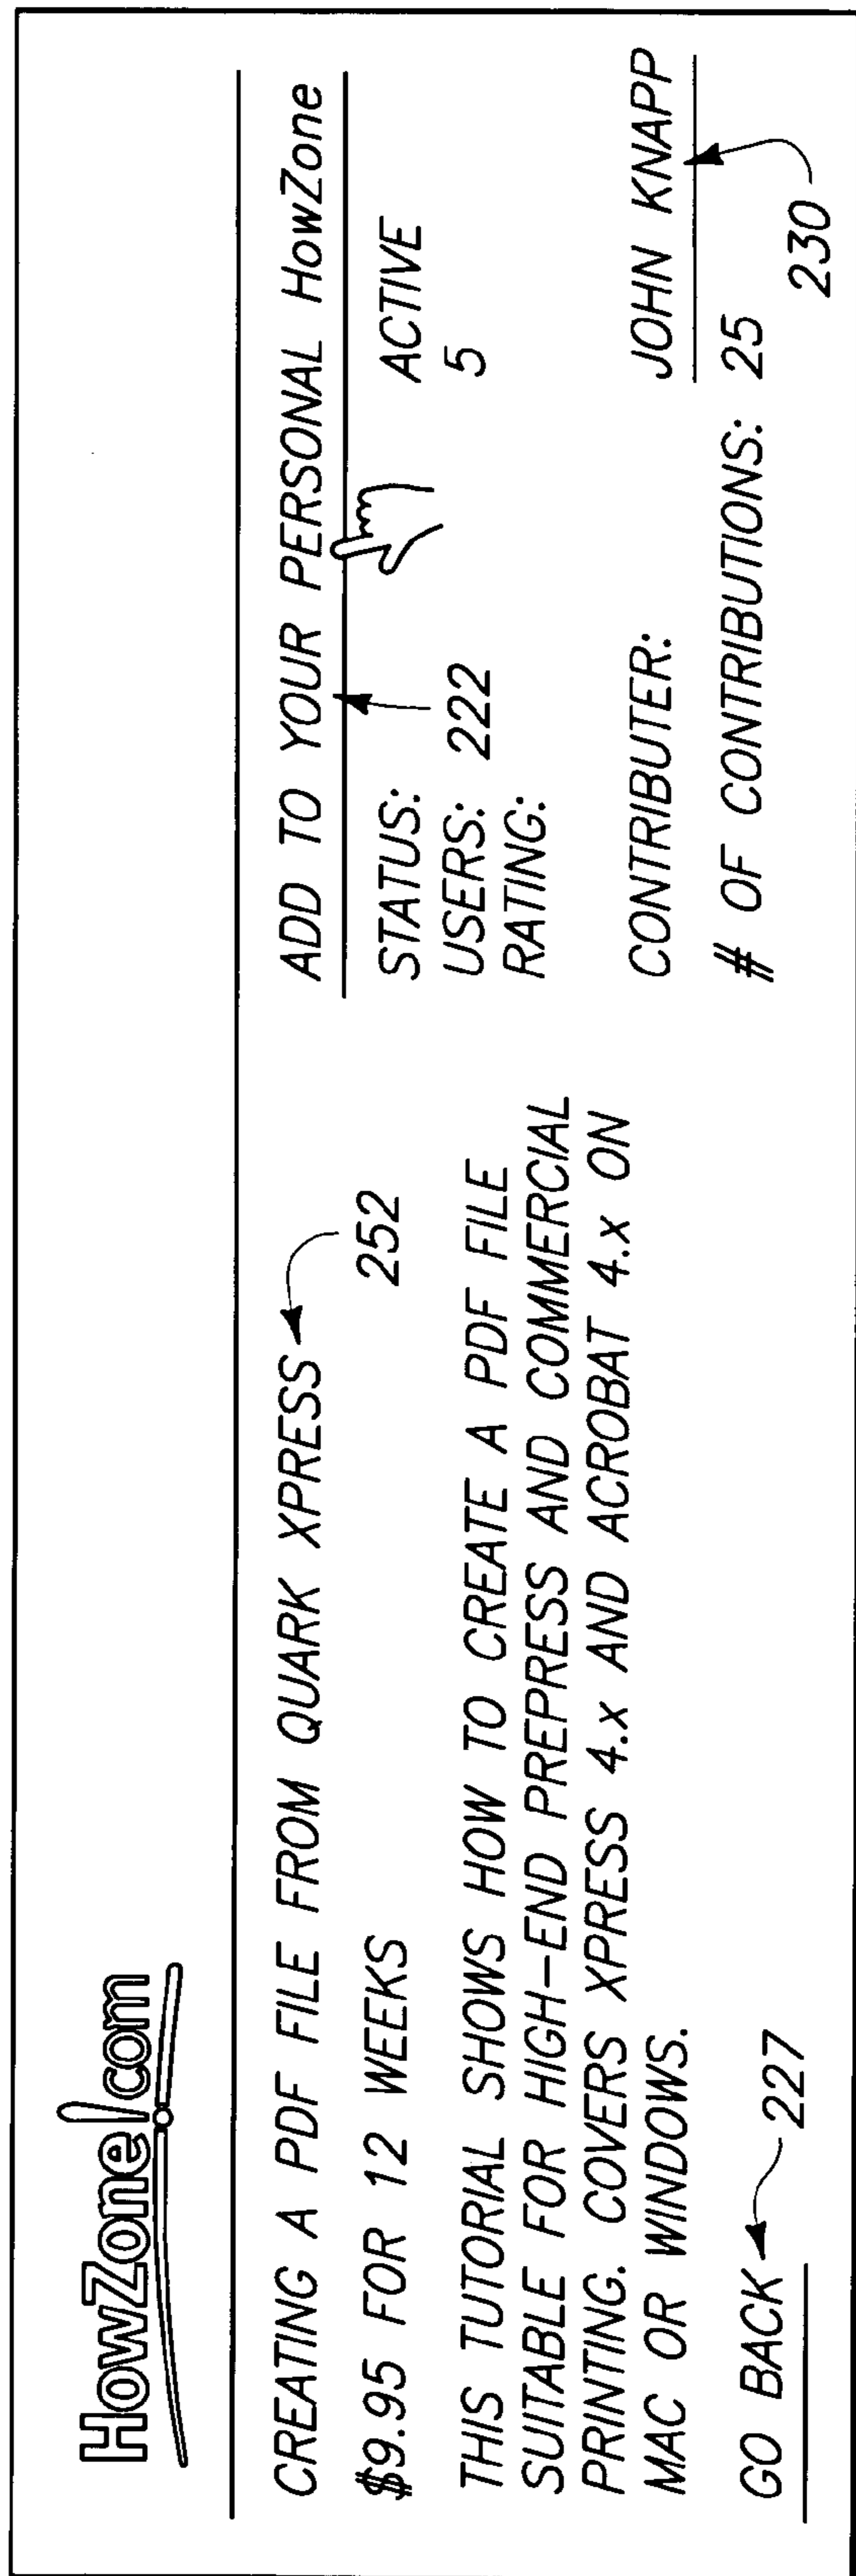 HowZone!com
CREATING A PDF FILE FROM QUARK XPRESS
252
$9.95 FOR 12 WEEKS
THIS TUTORIAL SHOWS HOW TO CREATE A PDF FILE
SUITABLE FOR HIGH-END PREPRESS AND COMMERCIAL
PRINTING. COVERS XPRESS 4.x AND ACROBAT 4.x ON
MAC OR WINDOWS.
GO BACK
227
ADD TO YOUR PERSONAL HowZone
STATUS: ACTIVE
USERS: 5
222
RATING:
CONTRIBUTER: JOHN KNAPP
# OF CONTRIBUTIONS: 25
230